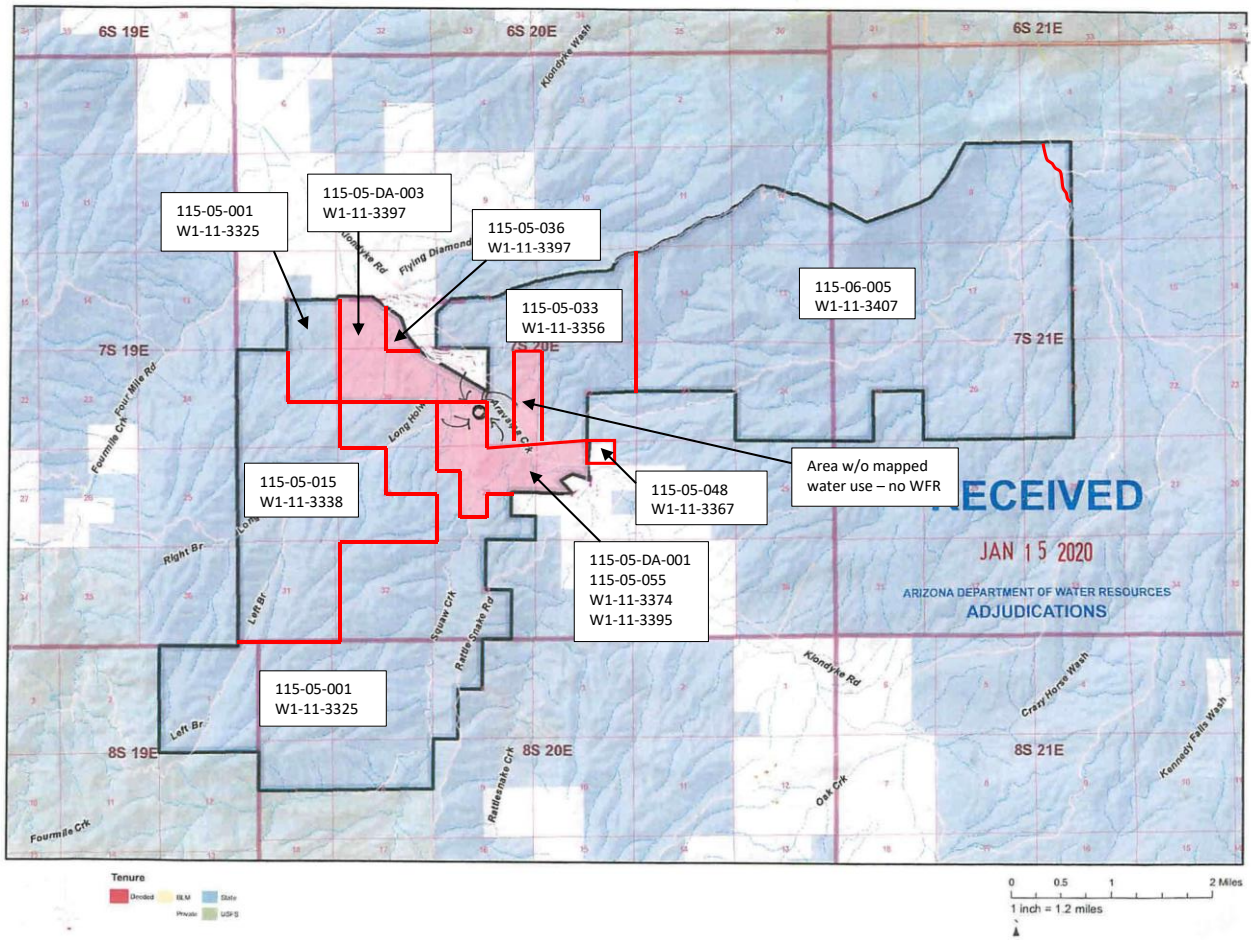 6S 19E
6S 20E
6S 21E
Klondyke Wash
115-05-DA-003
W1-11-3397
115-05-001
W1-11-3325
115-05-036
W1-11-3397
Flying Diamond
115-06-005
W1-11-3407
115-05-033
W1-11-3356
7S 19E
7S 20E
7S 21E
Four Mile Rd
Fourmile Crk
Aravaipa Crk
Area w/o mapped
water use – no WFR
115-05-015
W1-11-3338
115-05-048
W1-11-3367
RECEIVED
JAN 15 2020
ARIZONA DEPARTMENT OF WATER RESOURCES
ADJUDICATIONS
Right Br
Left Br
115-05-DA-001
115-05-055
W1-11-3374
W1-11-3395
Squaw Crk
Rattle Snake Rd
Klondyke Rd
Crazy Horse Wash
Kennedy Falls Wash
115-05-001
W1-11-3325
Left Br
8S 19E
8S 20E
8S 21E
Rattlesnake Crk
Oak Crk
Fourmile Crk
Tenure
Deeded
BLM
State
Private
USFS
0 0.5 1 2 Miles
1 inch = 1.2 miles